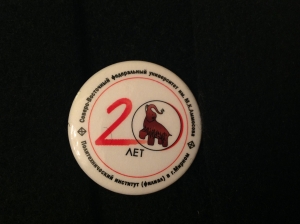 Северо-Восточный федеральный университет им. М.К.Аммосова
20
ЛЕТ
Политехнический институт (филиал) в г.Мирном